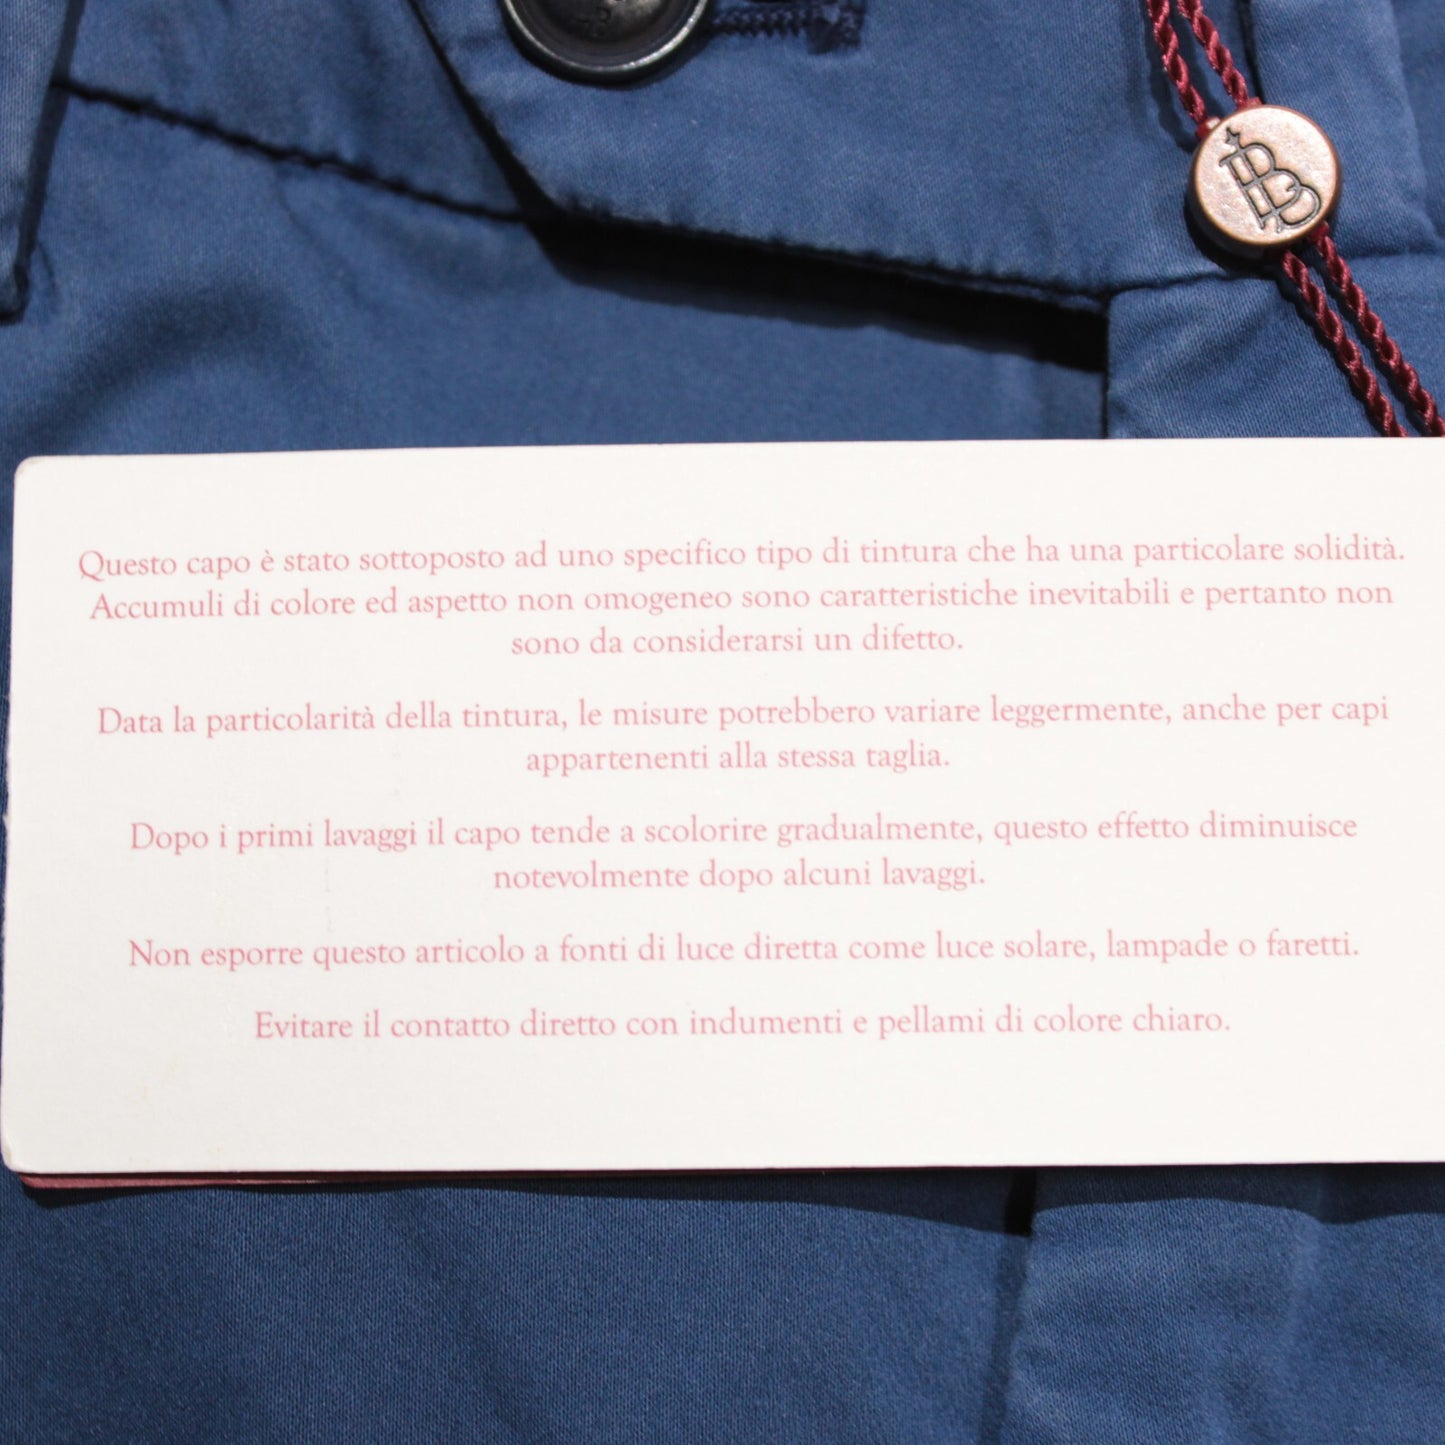 Questo capo è stato sottoposto ad uno specifico tipo di tintura che ha una particolare solidità.
Accumuli di colore ed aspetto non omogeneo sono caratteristiche inevitabili e pertanto non
sono da considerarsi un difetto.
Data la particolarità della tintura, le misure potrebbero variare leggermente, anche per capi
appartenenti alla stessa taglia.
Dopo i primi lavaggi il capo tende a scolorire gradualmente, questo effetto diminuisce
notevolmente dopo alcuni lavaggi.
Non esporre questo articolo a fonti di luce diretta come luce solare, lampade o faretti.
Evitare il contatto diretto con indumenti e pellami di colore chiaro.